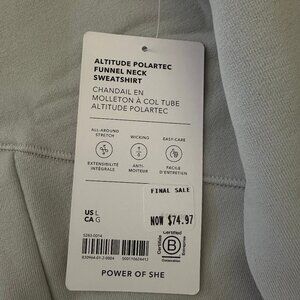 ALTITUDE POLARTEC
FUNNEL NECK
SWEATSHIRT
CHANDAIL EN
MOLLETON À COL TUBE
ALTITUDE POLARTEC
ALL-AROUND
STRETCH
WICKING
EASY-CARE
EXTENSIBILITÉ
INTÉGRALE
ANTI-
MOITEUR
FACILE
D'ENTRETIEN
FINAL SALE
US L
CA G
NOW $74.97
Certified
B
Corporation
POWER OF SHE